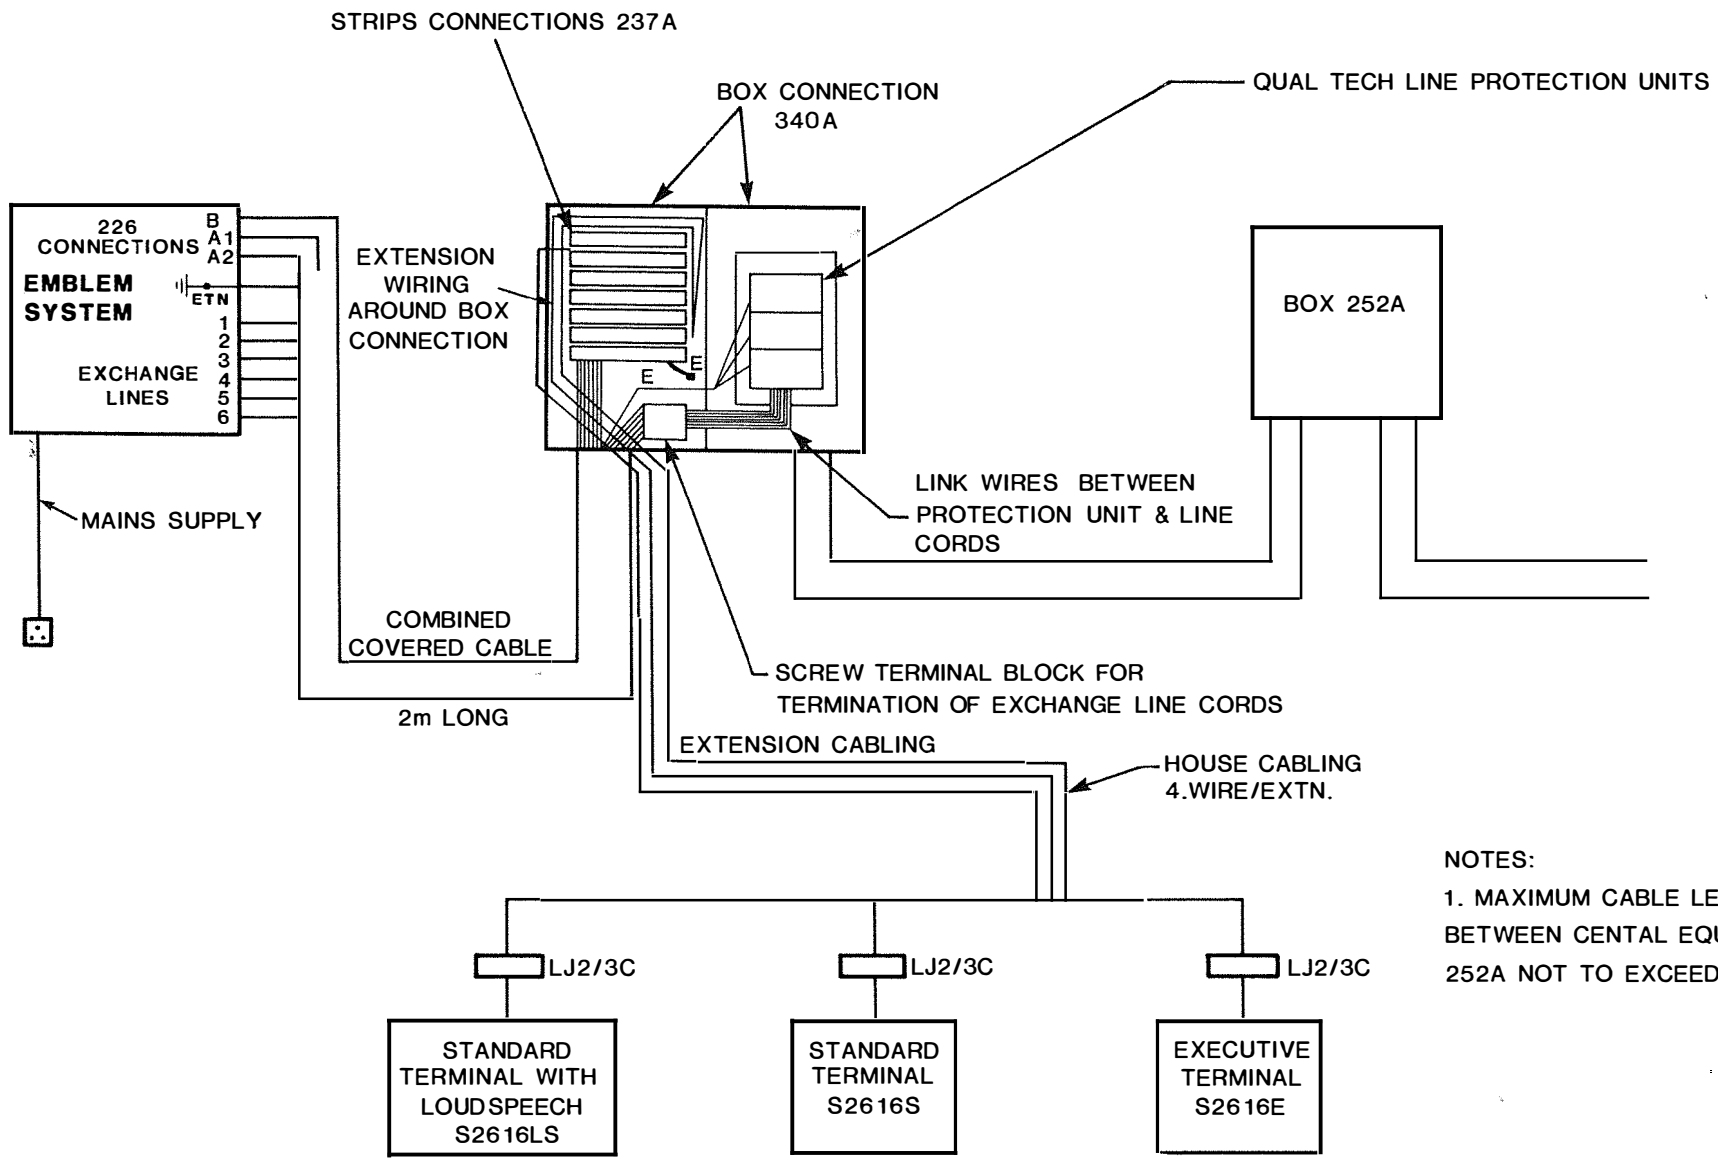 STRIPS CONNECTIONS 237A
BOX CONNECTION
340A
QUAL TECH LINE PROTECTION UNITS
226
CONNECTIONS
B
A1
A2
EMBLEM
SYSTEM
ETN
1
2
3
4
5
6
EXCHANGE
LINES
EXTENSION
WIRING
AROUND BOX
CONNECTION
E
E
BOX 252A
MAINS SUPPLY
LINK WIRES BETWEEN
PROTECTION UNIT & LINE
CORDS
COMBINED
COVERED CABLE
2m LONG
SCREW TERMINAL BLOCK FOR
TERMINATION OF EXCHANGE LINE CORDS
EXTENSION CABLING
HOUSE CABLING
4.WIRE/EXTN.
NOTES:
1. MAXIMUM CABLE LE
BETWEEN CENTAL EQU
252A NOT TO EXCEED
LJ2/3C
LJ2/3C
LJ2/3C
STANDARD
TERMINAL WITH
LOUDSPEECH
S2616LS
STANDARD
TERMINAL
S2616S
EXECUTIVE
TERMINAL
S2616E